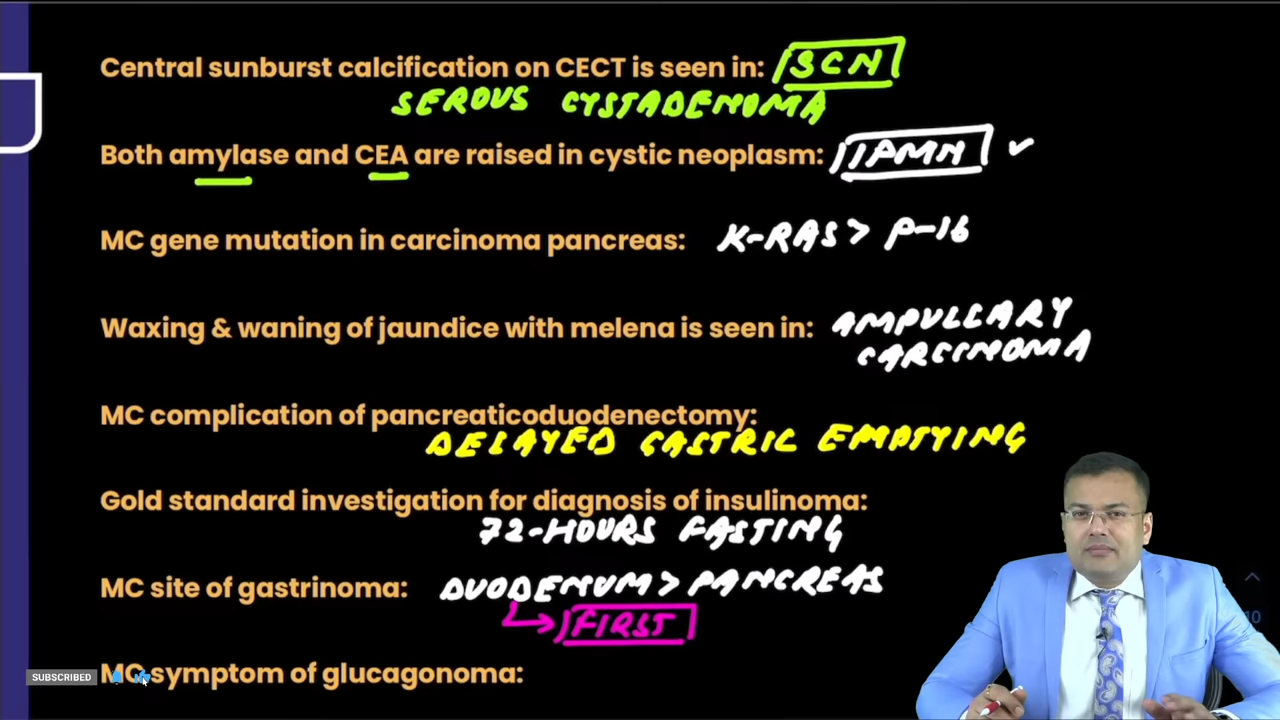 Central sunburst calcification on CECT is seen in: SCN
SEROUS CYSTADENOMA
Both amylase and CEA are raised in cystic neoplasm: IPMN
MC gene mutation in carcinoma pancreas: K-RAS > P-16
Waxing & waning of jaundice with melena is seen in: AMPULLARY
CARCINOMA
MC complication of pancreaticoduodenectomy:
DELAYED GASTRIC EMPTYING
Gold standard investigation for diagnosis of insulinoma:
72-HOURS FASTING
MC site of gastrinoma: DUODENUM > PANCREAS
FIRST
MC symptom of glucagonoma:
SUBSCRIBED